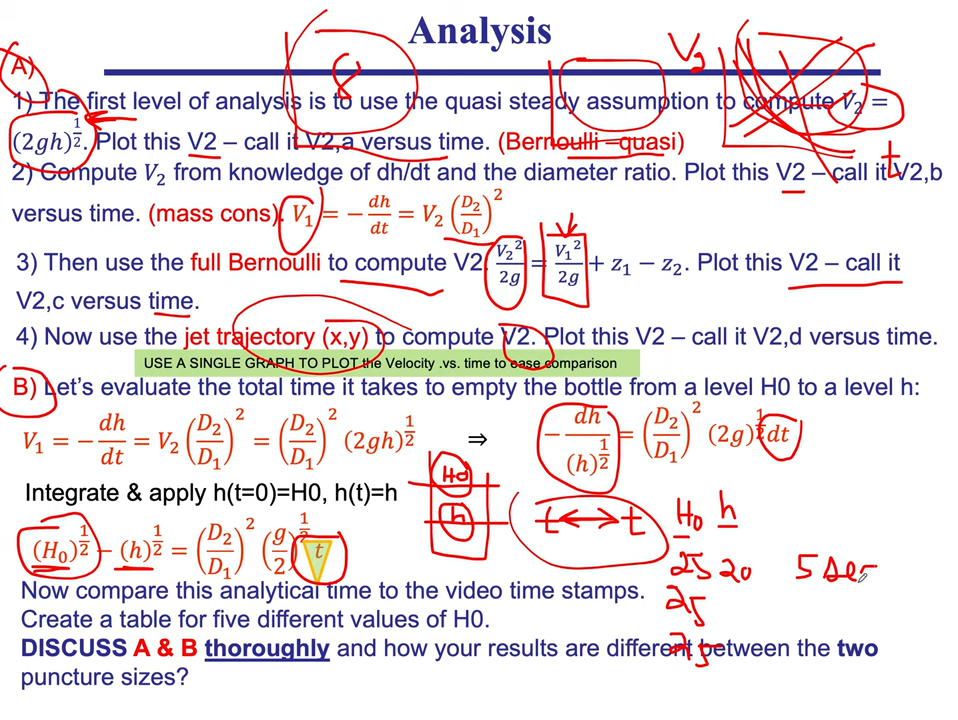 Analysis
A)
8
V₂
1) The first level of analysis is to use the quasi steady assumption to compute V₂ =
(2gh)^½. Plot this V2 – call it V2,a versus time. (Bernoulli –quasi)
t
2) Compute V₂ from knowledge of dh/dt and the diameter ratio. Plot this V2 – call it V2,b
versus time. (mass cons). V₁ = − dh/dt = V₂ (D₂/D₁)²
3) Then use the full Bernoulli to compute V2. V₂²/2g = V₁²/2g + z₁ − z₂. Plot this V2 – call it
V2,c versus time.
4) Now use the jet trajectory (x,y) to compute V2. Plot this V2 – call it V2,d versus time.
USE A SINGLE GRAPH TO PLOT the Velocity .vs. time to ease comparison
B) Let's evaluate the total time it takes to empty the bottle from a level H0 to a level h:
V₁ = − dh/dt = V₂ (D₂/D₁)² = (D₂/D₁)² (2gh)^½ ⇒ − dh/(h)^½ = (D₂/D₁)² (2g)^½ dt
Integrate & apply h(t=0)=H0, h(t)=h
H0
h
t ↔ t
H₀ h
(H₀)^½ − (h)^½ = (D₂/D₁)² (g/2)^½ t
25 20 5 sec
25
25
Now compare this analytical time to the video time stamps.
Create a table for five different values of H0.
DISCUSS A & B thoroughly and how your results are different between the two
puncture sizes?